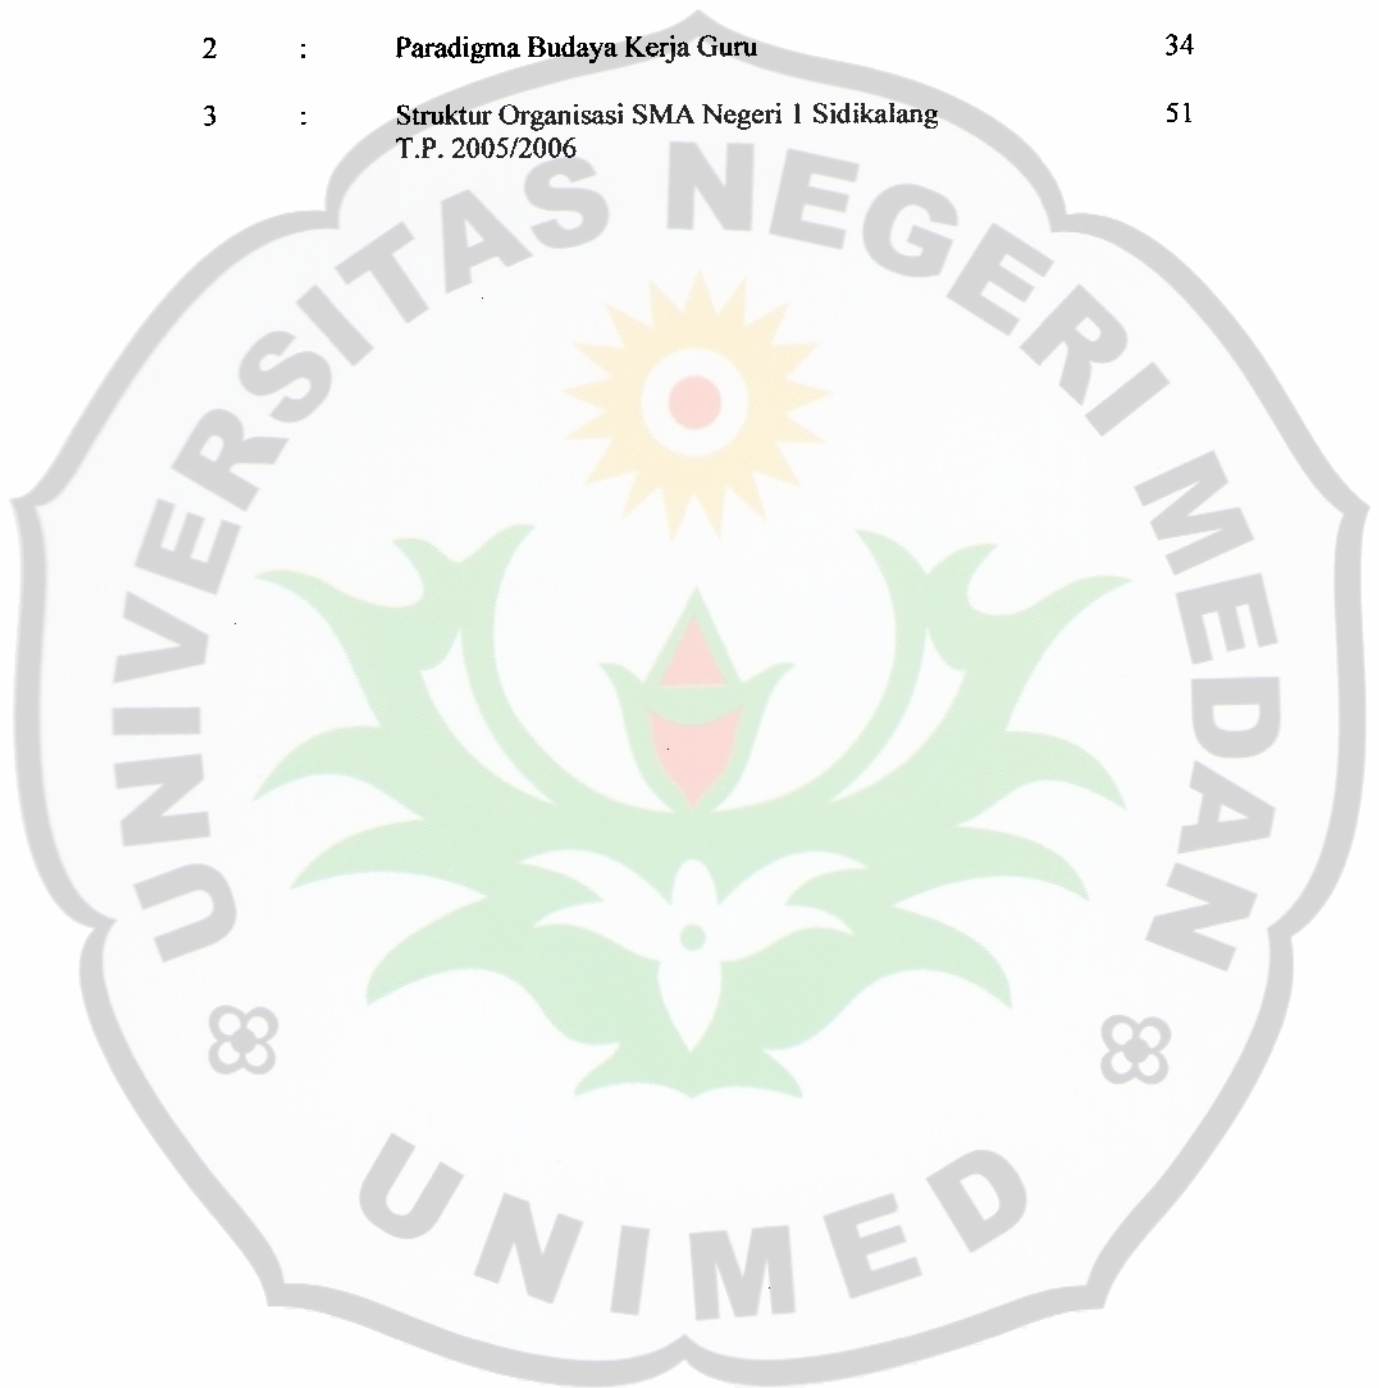 2 : Paradigma Budaya Kerja Guru 34
3 : Struktur Organisasi SMA Negeri 1 Sidikalang 51
T.P. 2005/2006
UNIVERSITAS NEGERI MEDAN
UNIMED